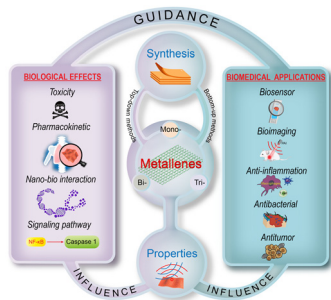 GUIDANCE
BIOLOGICAL EFFECTS
Toxicity
Pharmacokinetic
Nano-bio interaction
Signaling pathway
NF-κB
Caspase 1
Synthesis
Top-down methods
Bottom-up methods
Mono-
Metallenes
Bi-
Tri-
Properties
BIOMEDICAL APPLICATIONS
Biosensor
Bioimaging
Anti-inflammation
Antibacterial
Antitumor
INFLUENCE
INFLUENCE